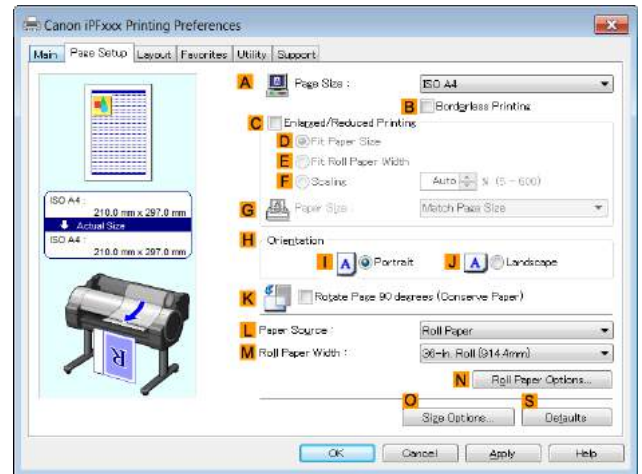 Canon iPFxxx Printing Preferences
Main Page Setup Layout Favorites Utility Support
A Page Size : ISO A4
B Borderless Printing
C Enlarged/Reduced Printing
D Fit Paper Size
E Fit Roll Paper Width
F Scaling Auto % (5 - 600)
G Paper Size : Match Page Size
ISO A4 :
210.0 mm x 297.0 mm
Actual Size
ISO A4 :
210.0 mm x 297.0 mm
H Orientation
I A Portrait J A Landscape
K Rotate Page 90 degrees (Conserve Paper)
L Paper Source : Roll Paper
M Roll Paper Width : 36-in. Roll (914.4mm)
R
N Roll Paper Options...
O S
Size Options... Defaults
OK Cancel Apply Help